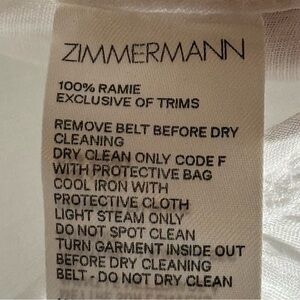 ZIMMERMANN
100% RAMIE
EXCLUSIVE OF TRIMS
REMOVE BELT BEFORE DRY
CLEANING
DRY CLEAN ONLY CODE F
WITH PROTECTIVE BAG
COOL IRON WITH
PROTECTIVE CLOTH
LIGHT STEAM ONLY
DO NOT SPOT CLEAN
TURN GARMENT INSIDE OUT
BEFORE DRY CLEANING
BELT - DO NOT DRY CLEAN